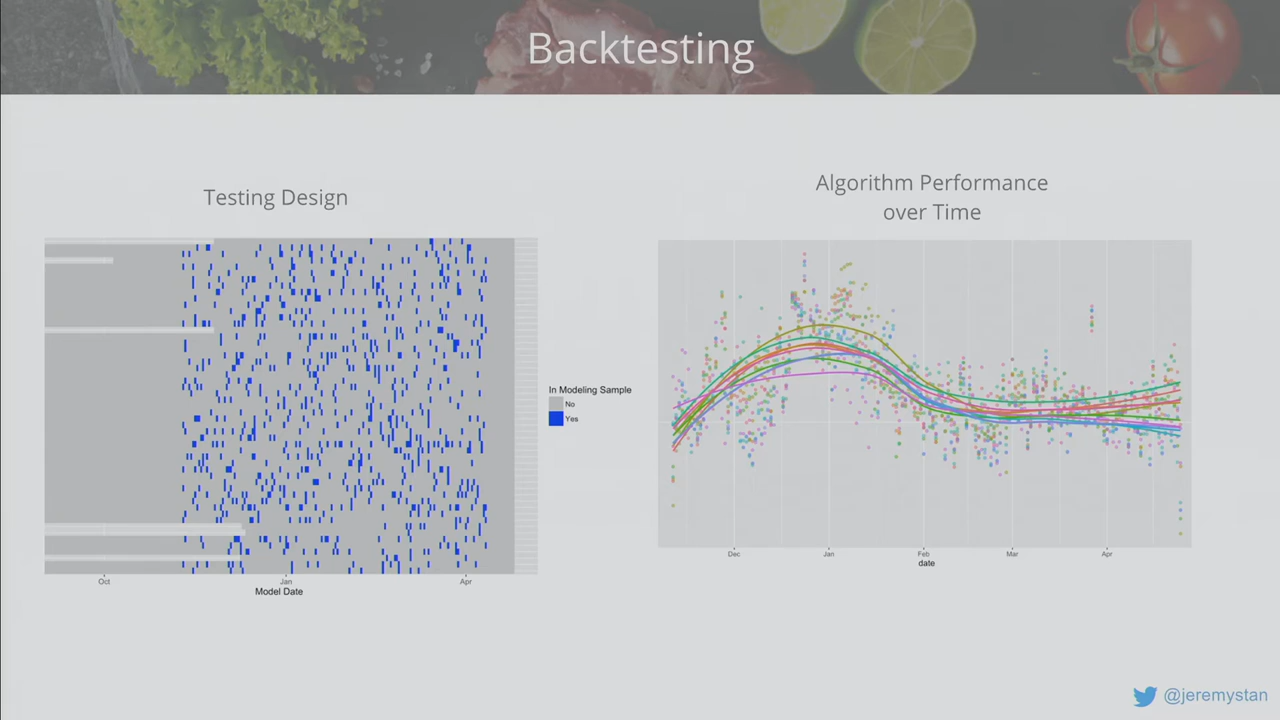 Backtesting
Testing Design
In Modeling Sample
No
Yes
Oct
Jan
Apr
Model Date
Algorithm Performance
over Time
Dec
Jan
Feb
Mar
Apr
date
@jeremystan